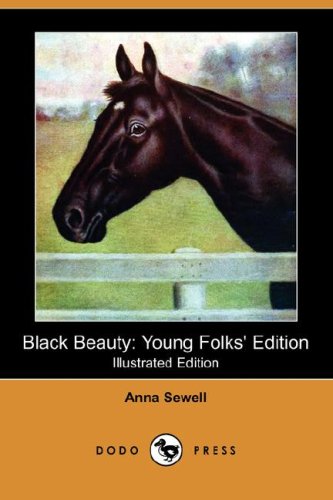 Black Beauty: Young Folks' Edition
Illustrated Edition
Anna Sewell
DODO PRESS